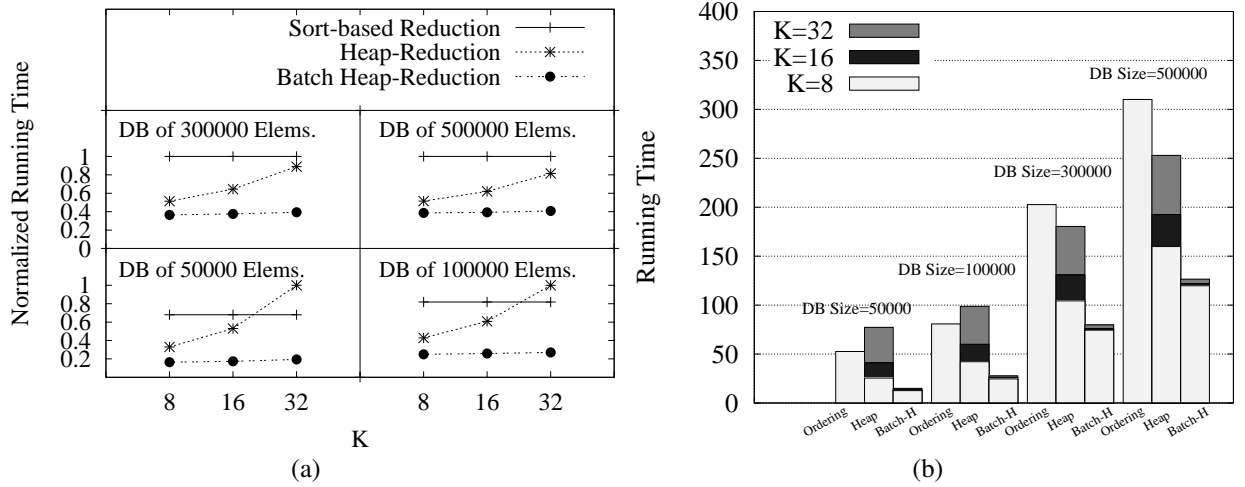 Sort-based Reduction
Heap-Reduction
Batch Heap-Reduction
Normalized Running Time
DB of 300000 Elems.
DB of 500000 Elems.
1
0.8
0.6
0.4
0.2
0
DB of 50000 Elems.
DB of 100000 Elems.
1
0.8
0.6
0.4
0.2
8 16 32 8 16 32
K
(a)
Running Time
400
350
300
250
200
150
100
50
0
K=32
K=16
K=8
DB Size=500000
DB Size=300000
DB Size=100000
DB Size=50000
Ordering Heap Batch-H Ordering Heap Batch-H Ordering Heap Batch-H Ordering Heap Batch-H
(b)